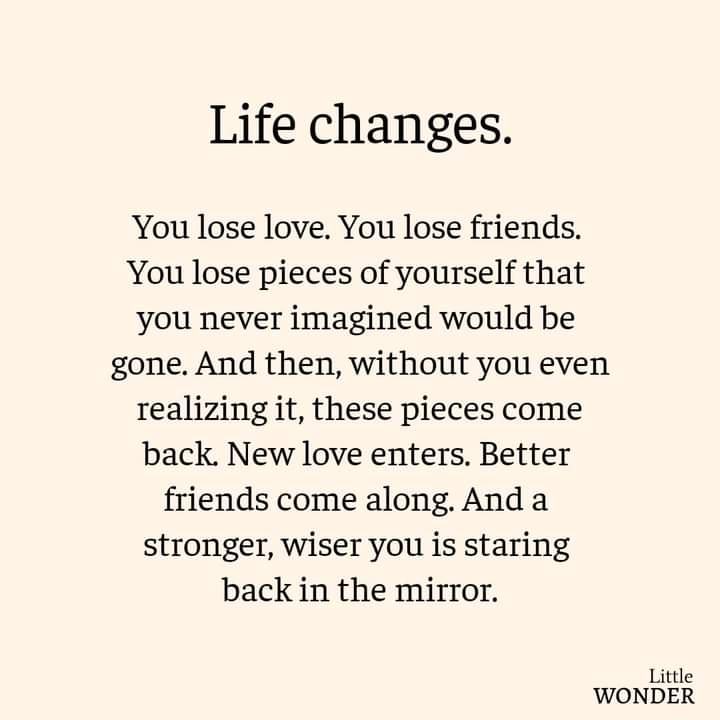 Life changes.
You lose love. You lose friends.
You lose pieces of yourself that
you never imagined would be
gone. And then, without you even
realizing it, these pieces come
back. New love enters. Better
friends come along. And a
stronger, wiser you is staring
back in the mirror.
Little
WONDER